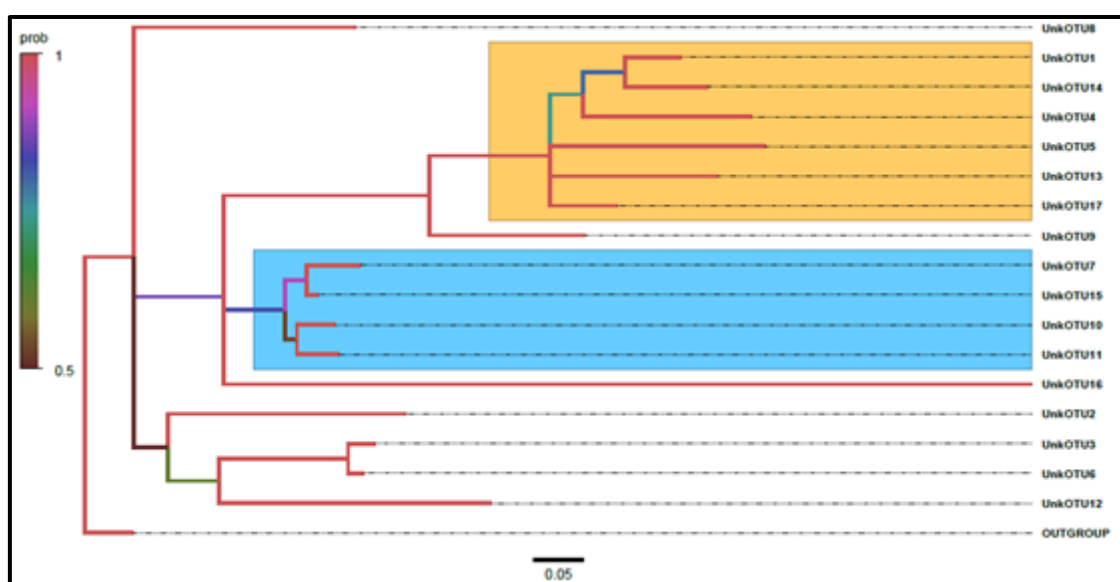 prob
1
0.5
UnkOTU8
UnkOTU1
UnkOTU14
UnkOTU4
UnkOTU5
UnkOTU13
UnkOTU17
UnkOTU9
UnkOTU7
UnkOTU15
UnkOTU10
UnkOTU11
UnkOTU16
UnkOTU2
UnkOTU3
UnkOTU6
UnkOTU12
OUTGROUP
0.05